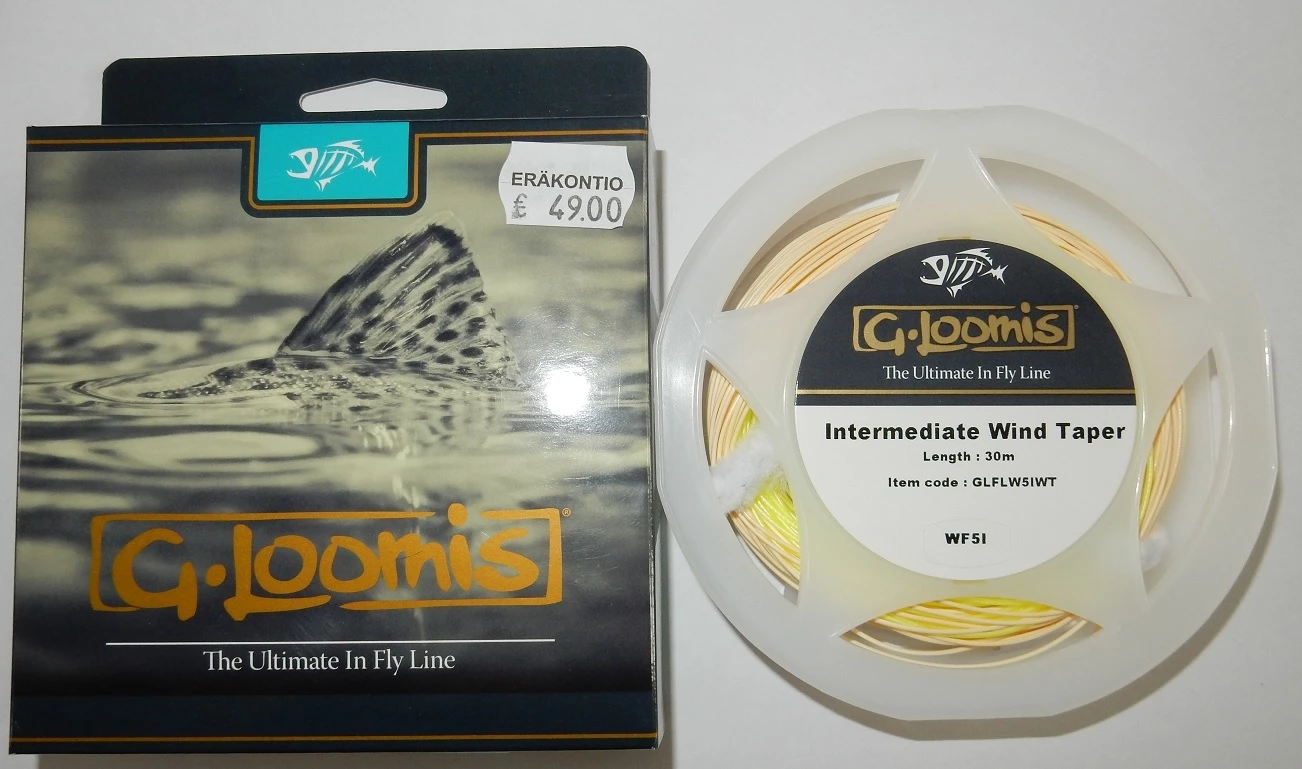 ERÄKONTIO
£ 49.00
G.Loomis®
The Ultimate In Fly Line
G.Loomis®
The Ultimate In Fly Line
Intermediate Wind Taper
Length : 30m
Item code : GLFLW5IWT
WF5I